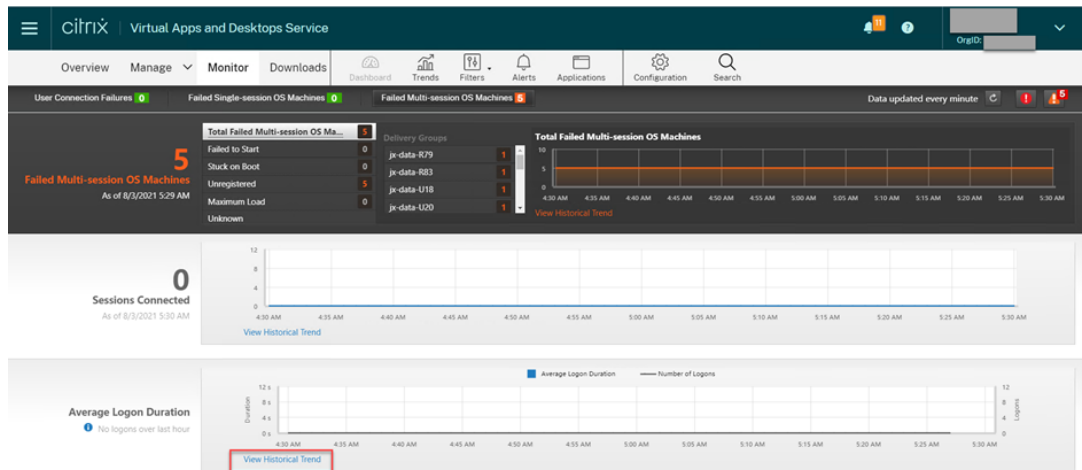 citrix | Virtual Apps and Desktops Service
11
OrgID:
Overview Manage Monitor Downloads Dashboard Trends Filters Alerts Applications Configuration Search
User Connection Failures 0 Failed Single-session OS Machines 0 Failed Multi-session OS Machines 5 Data updated every minute 5
5
Failed Multi-session OS Machines
As of 8/3/2021 5:29 AM
Total Failed Multi-session OS Ma... 5
Failed to Start 0
Stuck on Boot 0
Unregistered 5
Maximum Load 0
Unknown
Delivery Groups
jx-data-R79 1
jx-data-R83 1
jx-data-U18 1
jx-data-U20 1
Total Failed Multi-session OS Machines
10
5
0
4:30 AM 4:35 AM 4:40 AM 4:45 AM 4:50 AM 4:55 AM 5:00 AM 5:05 AM 5:10 AM 5:15 AM 5:20 AM 5:25 AM 5:30 AM
View Historical Trend
0
Sessions Connected
As of 8/3/2021 5:30 AM
12
8
4
0
4:30 AM 4:35 AM 4:40 AM 4:45 AM 4:50 AM 4:55 AM 5:00 AM 5:05 AM 5:10 AM 5:15 AM 5:20 AM 5:25 AM 5:30 AM
View Historical Trend
Average Logon Duration
No logons over last hour
Average Logon Duration Number of Logons
Duration
12 s
8 s
4 s
0 s
12
8
4
0
Logons
4:30 AM 4:35 AM 4:40 AM 4:45 AM 4:50 AM 4:55 AM 5:00 AM 5:05 AM 5:10 AM 5:15 AM 5:20 AM 5:25 AM 5:30 AM
View Historical Trend